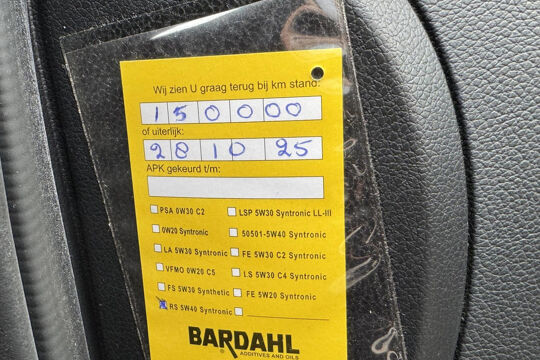 Wij zien U graag terug bij km stand:
150000
of uiterlijk:
28 10 25
APK gekeurd t/m:
PSA 0W30 C2
LSP 5W30 Syntronic LL-III
0W20 Syntronic
50501-5W40 Syntronic
LA 5W30 Syntronic
FE 5W30 C2 Syntronic
VFMO 0W20 C5
LS 5W30 C4 Syntronic
FS 5W30 Synthetic
FE 5W20 Syntronic
RS 5W40 Syntronic
BARDAHL
ADDITIVES AND OILS